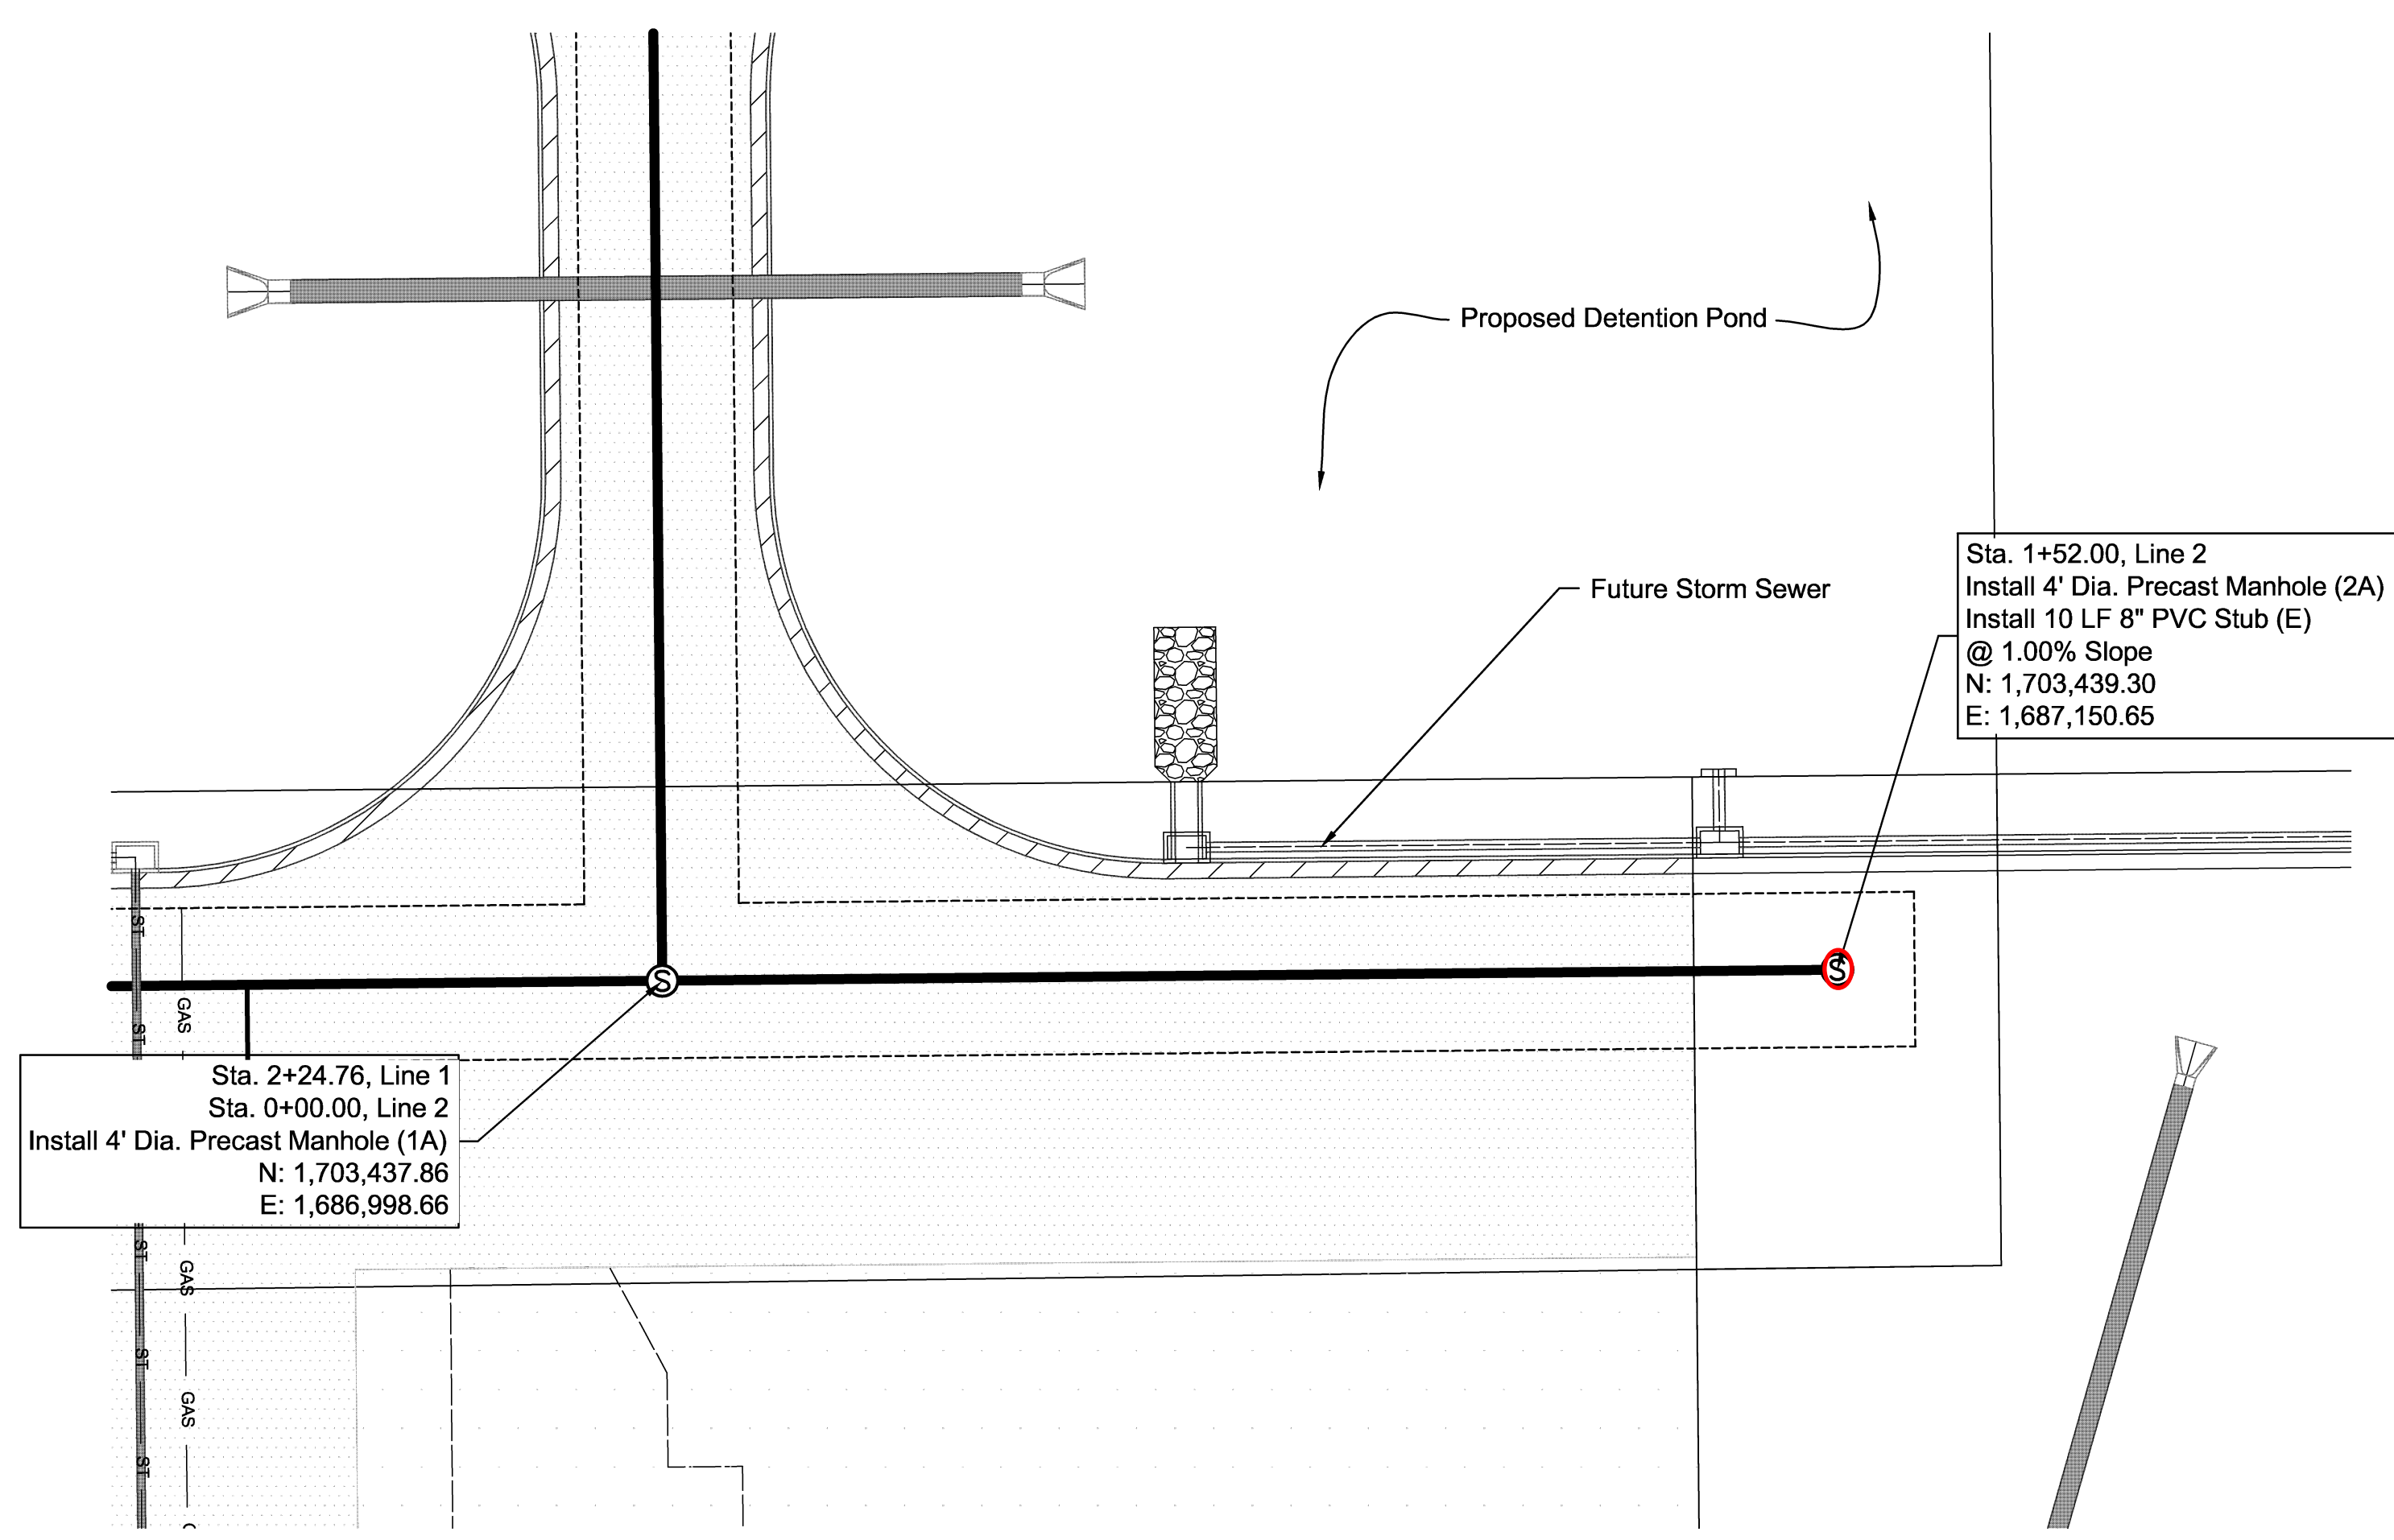 Proposed Detention Pond
Sta. 1+52.00, Line 2
Install 4' Dia. Precast Manhole (2A)
Install 10 LF 8" PVC Stub (E)
@ 1.00% Slope
N: 1,703,439.30
E: 1,687,150.65
Future Storm Sewer
ST
S
S
GAS
ST
Sta. 2+24.76, Line 1
Sta. 0+00.00, Line 2
Install 4' Dia. Precast Manhole (1A)
N: 1,703,437.86
E: 1,686,998.66
ST
GAS
ST
GAS
ST